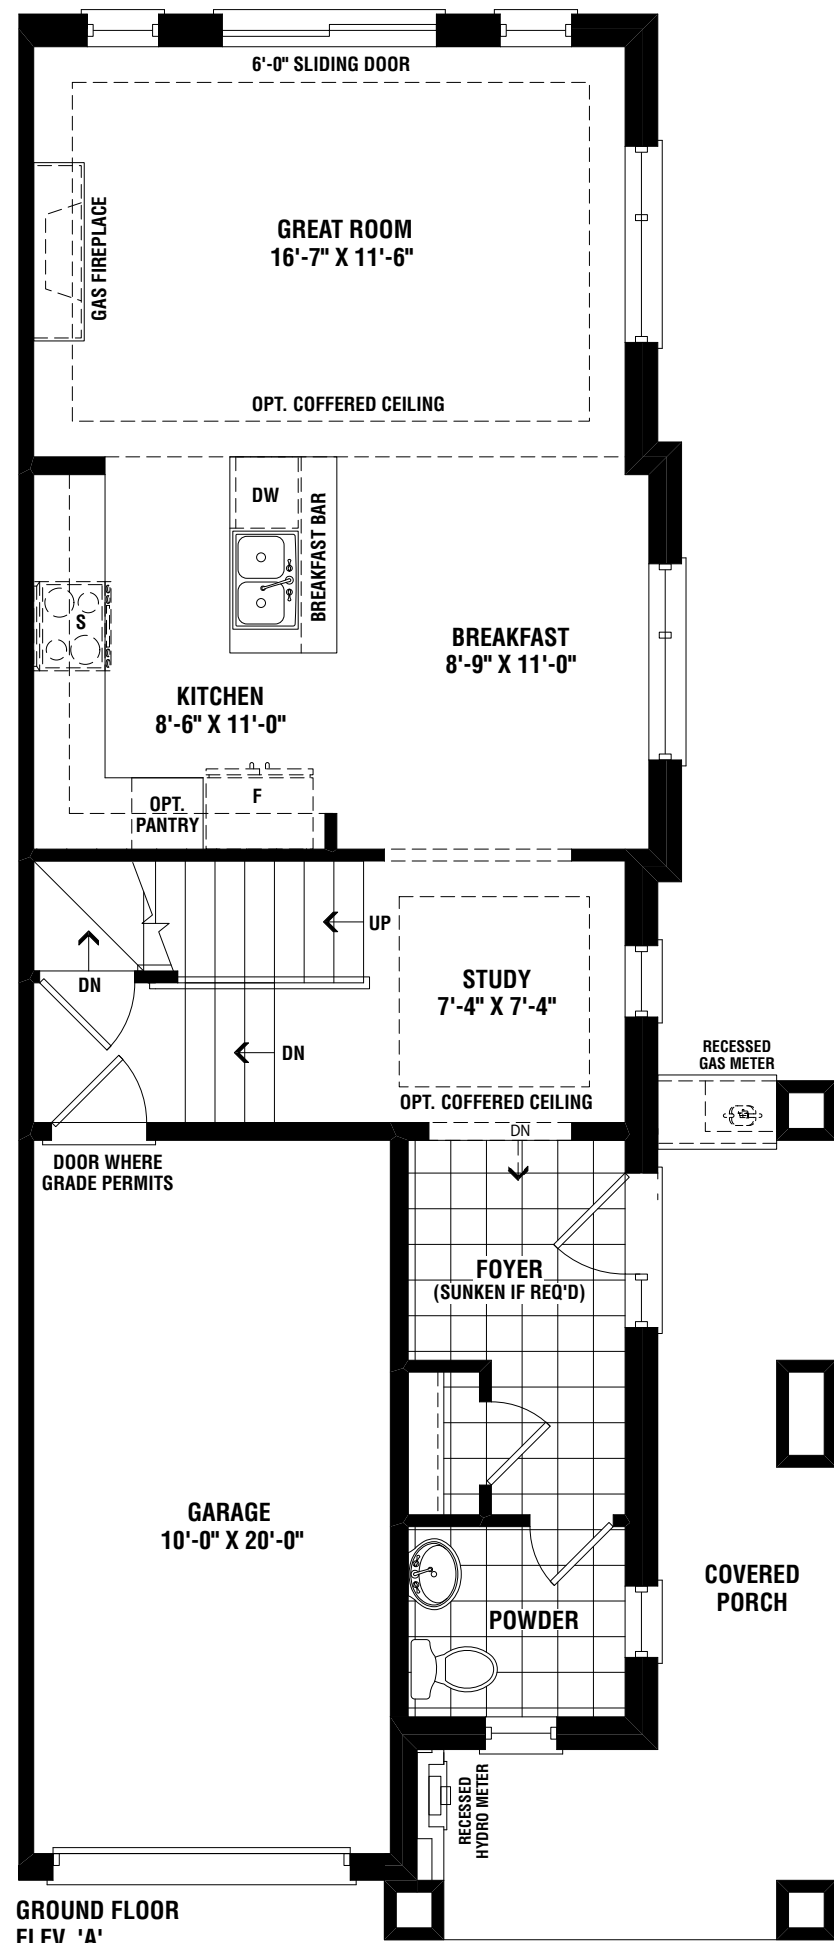 6'-0" SLIDING DOOR
GREAT ROOM
16'-7" X 11'-6"
GAS FIREPLACE
OPT. COFFERED CEILING
DW
BREAKFAST BAR
S
BREAKFAST
8'-9" X 11'-0"
KITCHEN
8'-6" X 11'-0"
OPT.
PANTRY
F
UP
DN
STUDY
7'-4" X 7'-4"
DN
RECESSED
GAS METER
OPT. COFFERED CEILING
DN
DOOR WHERE
GRADE PERMITS
FOYER
(SUNKEN IF REQ'D)
GARAGE
10'-0" X 20'-0"
COVERED
PORCH
POWDER
RECESSED
HYDRO METER
GROUND FLOOR
ELEV. 'A'